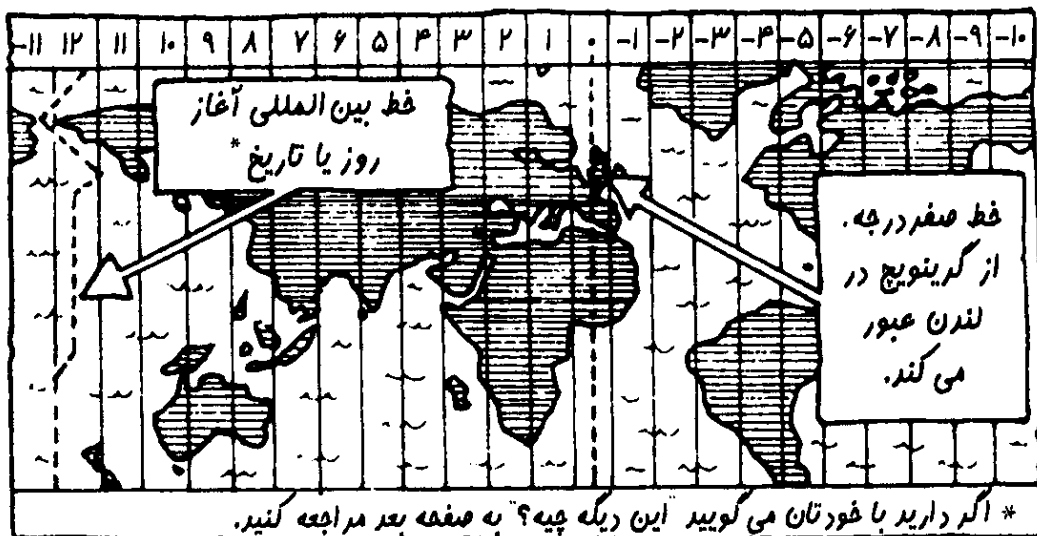 -۱۱ ۱۲ ۱۱ ۱۰ ۹ ۸ ۷ ۶ ۵ ۴ ۳ ۲ ۱ ۰ -۱ -۲ -۳ -۴ -۵ -۶ -۷ -۸ -۹ -۱۰
خط بین المللی آغاز
روز یا تاریخ *
خط صفر درجه.
از گرینویچ در
لندن عبور
می کند.
* اگر دارید با خودتان می گویید "این دیگه چیه؟" به صفحه بعد مراجعه کنید.